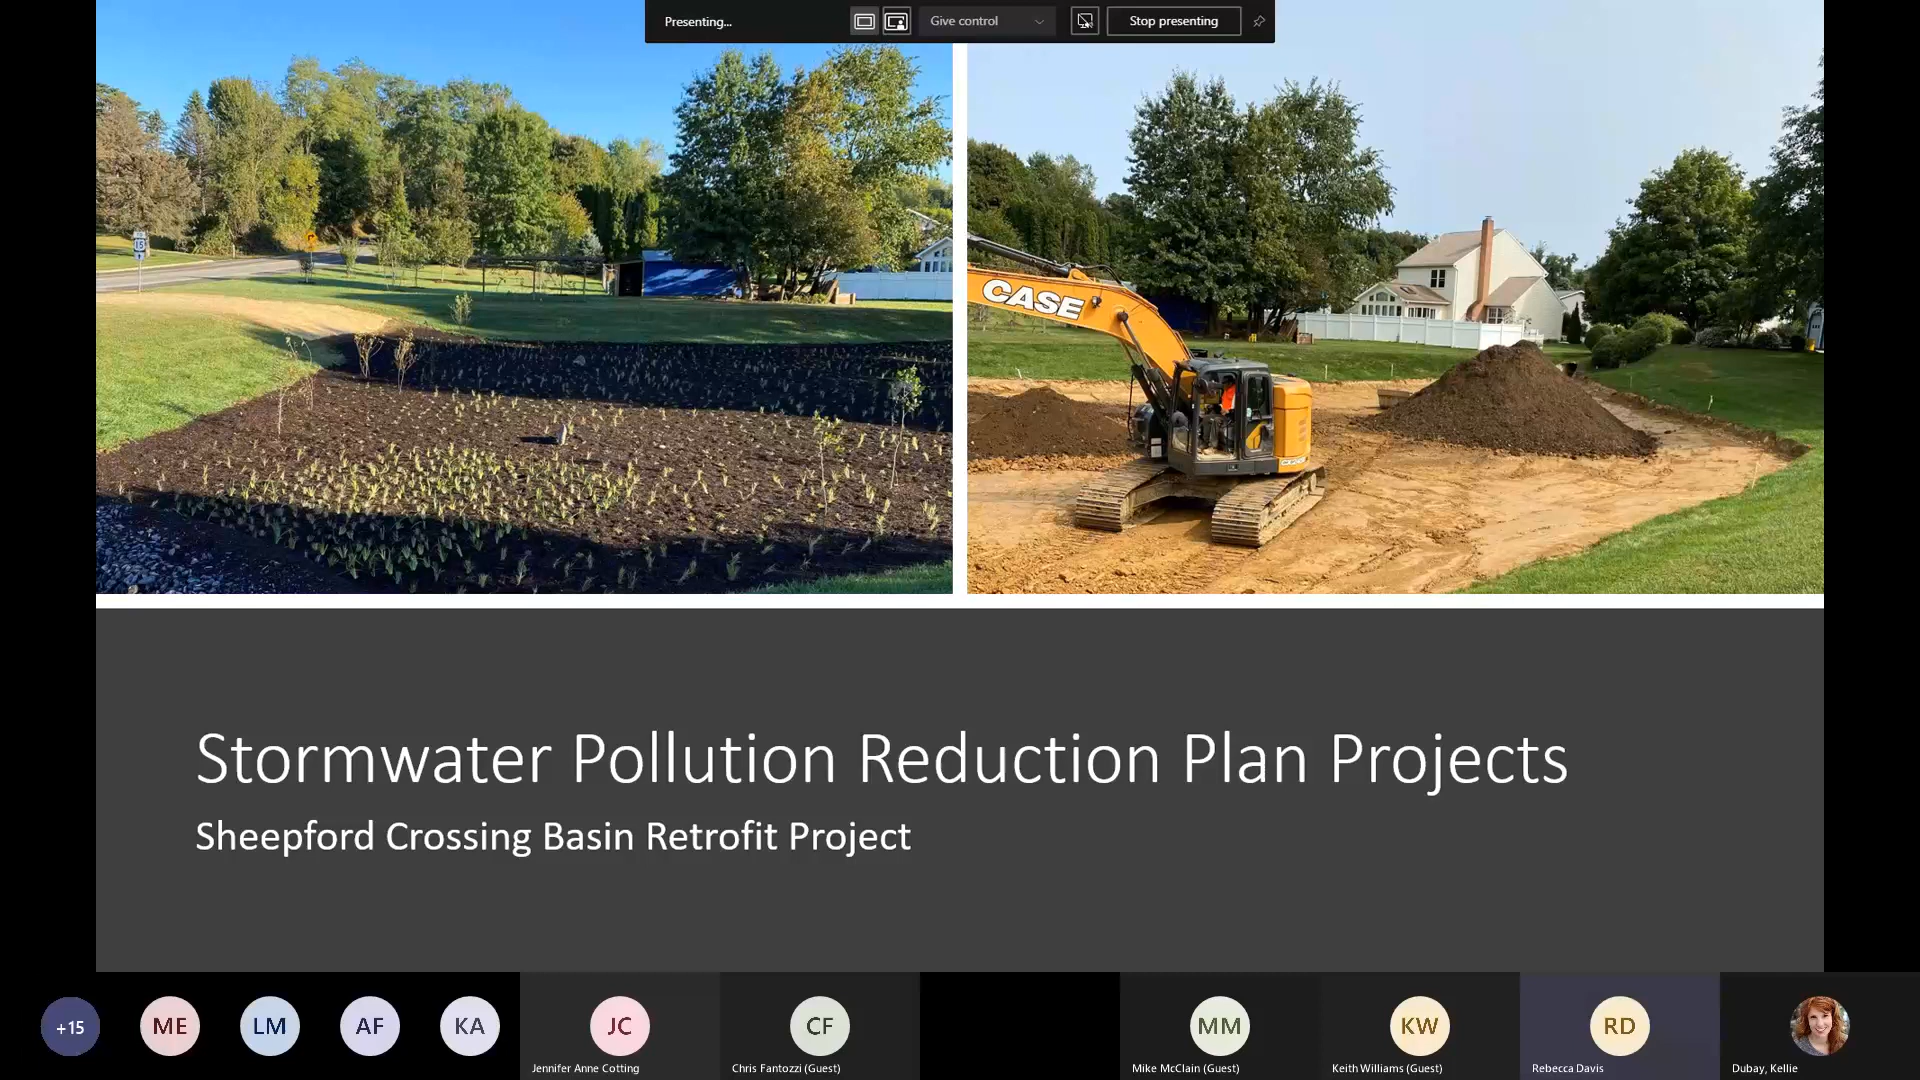 Presenting...
Give control
Stop presenting
15
CASE
Stormwater Pollution Reduction Plan Projects
Sheepford Crossing Basin Retrofit Project
+15
ME
LM
AF
KA
JC
CF
MM
KW
RD
Jennifer Anne Cotting
Chris Fantozzi (Guest)
Mike McClain (Guest)
Keith Williams (Guest)
Rebecca Davis
Dubay, Kellie